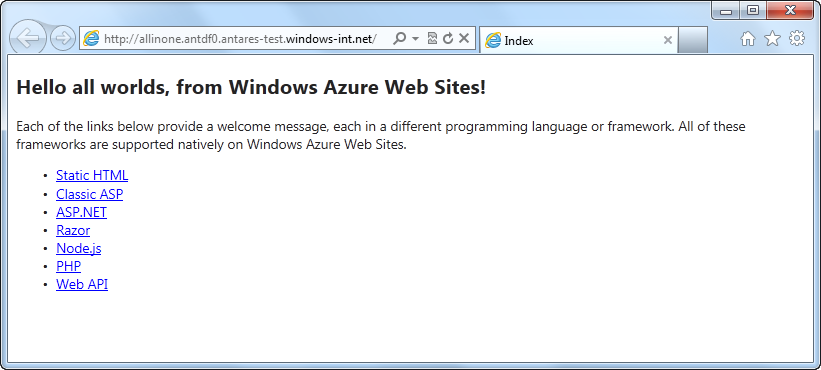 http://allinone.antdf0.antares-test.windows-int.net/
Index
Hello all worlds, from Windows Azure Web Sites!
Each of the links below provide a welcome message, each in a different programming language or framework. All of these
frameworks are supported natively on Windows Azure Web Sites.
• Static HTML
• Classic ASP
• ASP.NET
• Razor
• Node.js
• PHP
• Web API